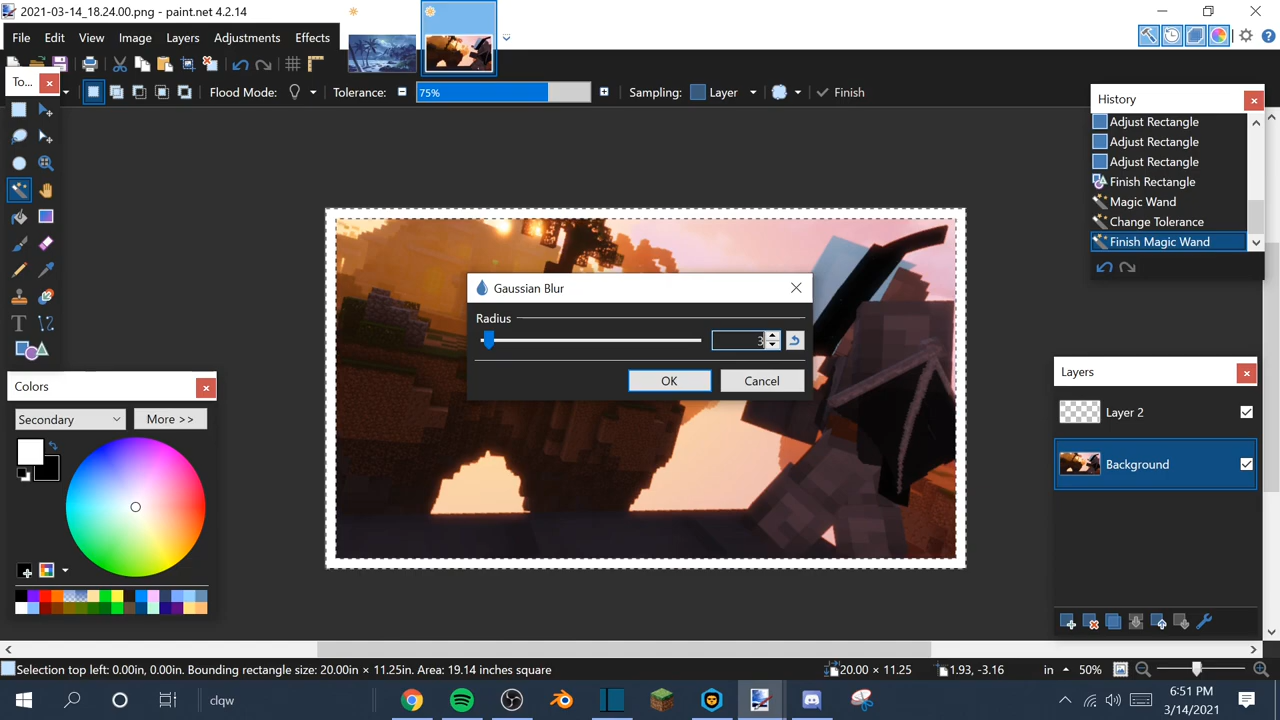 2021-03-14_18.24.00.png - paint.net 4.2.14
File Edit View Image Layers Adjustments Effects
To...
Flood Mode: Tolerance: 75% Sampling: Layer Finish
History
Adjust Rectangle
Adjust Rectangle
Adjust Rectangle
Finish Rectangle
Magic Wand
Change Tolerance
Finish Magic Wand
Gaussian Blur
Radius
3
OK Cancel
Colors
Secondary More >>
Layers
Layer 2
Background
Selection top left: 0.00in, 0.00in. Bounding rectangle size: 20.00in × 11.25in. Area: 19.14 inches square
20.00 × 11.25 1.93, -3.16 in 50%
clqw
6:51 PM
3/14/2021